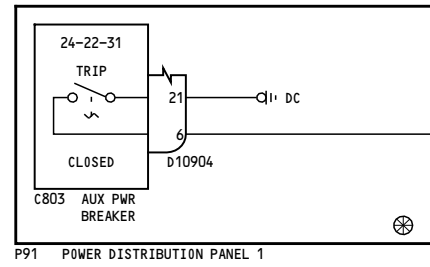 24-22-31
TRIP
21
DC
6
CLOSED
D10904
C803 AUX PWR
BREAKER
P91 POWER DISTRIBUTION PANEL 1